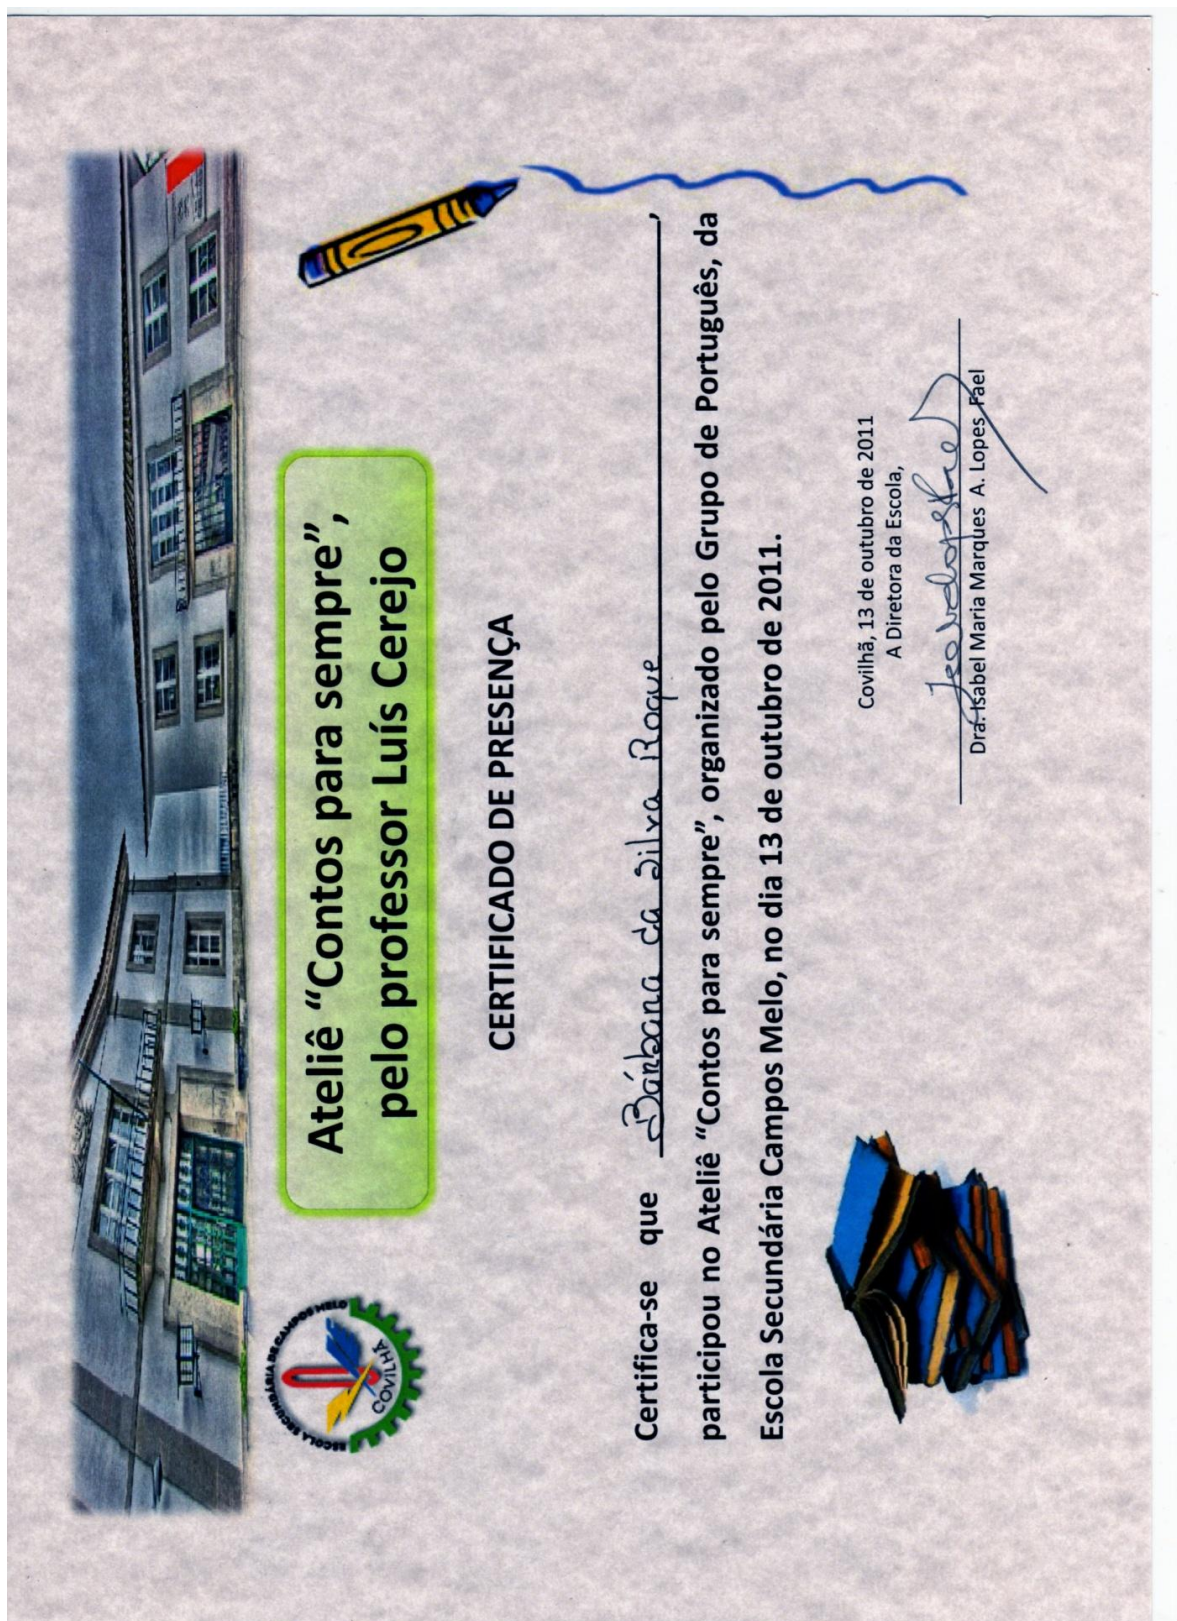 ESCOLA SECUNDÁRIA DE CAMPOS MELO
COVILHÃ
Ateliê “Contos para sempre”,
pelo professor Luís Cerejo
CERTIFICADO DE PRESENÇA
Certifica-se que Bárbara da Silva Roque,
participou no Ateliê “Contos para sempre”, organizado pelo Grupo de Português, da
Escola Secundária Campos Melo, no dia 13 de outubro de 2011.
Covilhã, 13 de outubro de 2011
A Diretora da Escola,
Dra. Isabel Maria Marques A. Lopes Fael